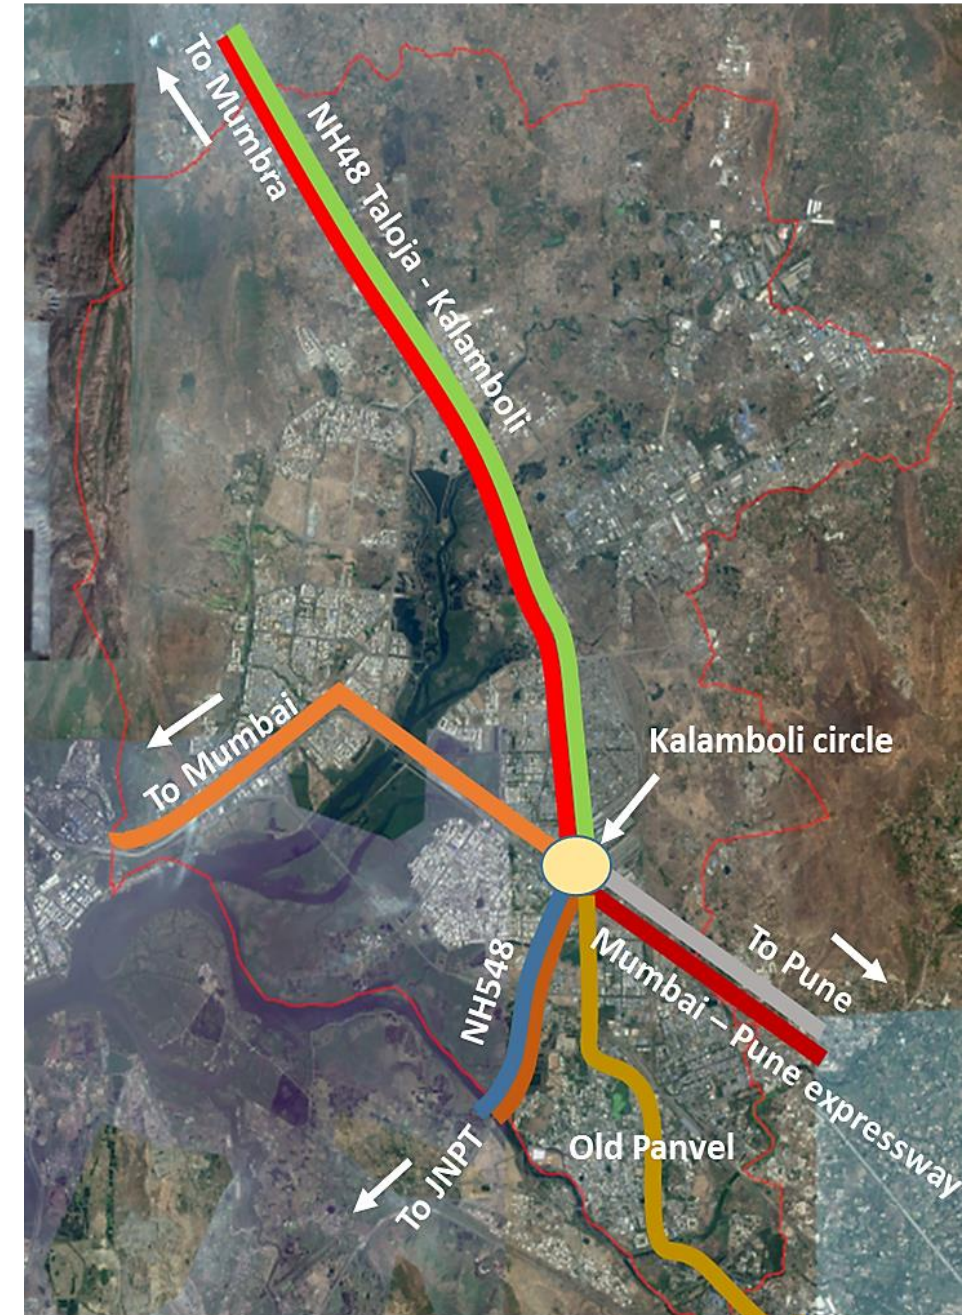 To Mumbra
NH48 Taloja - Kalamboli
To Mumbai
Kalamboli circle
To Pune
Mumbai – Pune expressway
NH548
Old Panvel
To JNPT